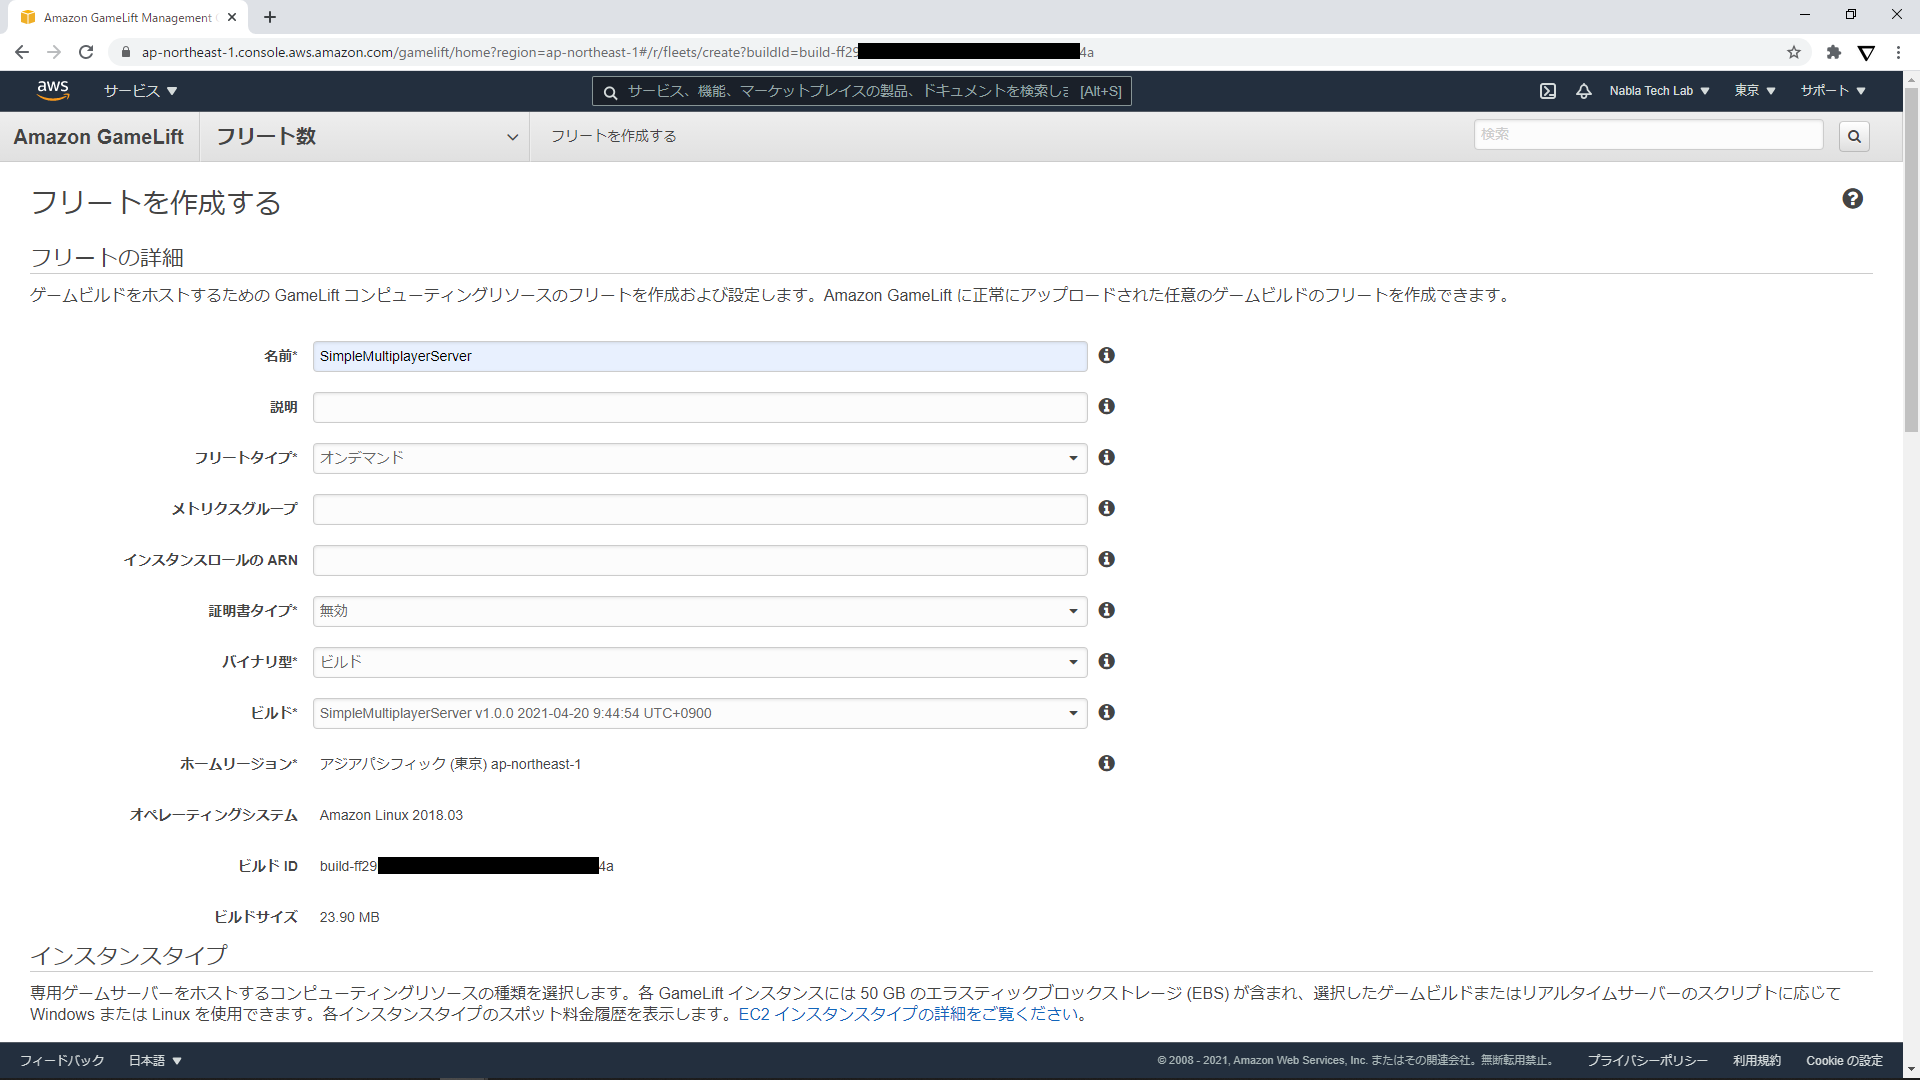 Amazon GameLift Management
ap-northeast-1.console.aws.amazon.com/gamelift/home?region=ap-northeast-1#/r/fleets/create?buildId=build-ff29 4a
aws サービス サービス、機能、マーケットプレイスの製品、ドキュメントを検索しま [Alt+S] Nabla Tech Lab 東京 サポート
Amazon GameLift フリート数 フリートを作成する 検索
フリートを作成する
フリートの詳細
ゲームビルドをホストするための GameLift コンピューティングリソースのフリートを作成および設定します。Amazon GameLift に正常にアップロードされた任意のゲームビルドのフリートを作成できます。
名前* SimpleMultiplayerServer
説明
フリートタイプ* オンデマンド
メトリクスグループ
インスタンスロールの ARN
証明書タイプ* 無効
バイナリ型* ビルド
ビルド* SimpleMultiplayerServer v1.0.0 2021-04-20 9:44:54 UTC+0900
ホームリージョン* アジアパシフィック (東京) ap-northeast-1
オペレーティングシステム Amazon Linux 2018.03
ビルド ID build-ff29 4a
ビルドサイズ 23.90 MB
インスタンスタイプ
専用ゲームサーバーをホストするコンピューティングリソースの種類を選択します。各 GameLift インスタンスには 50 GB のエラスティックブロックストレージ (EBS) が含まれ、選択したゲームビルドまたはリアルタイムサーバーのスクリプトに応じて
Windows または Linux を使用できます。各インスタンスタイプのスポット料金履歴を表示します。EC2 インスタンスタイプの詳細をご覧ください。
フィードバック 日本語 © 2008 - 2021, Amazon Web Services, Inc. またはその関連会社。無断転用禁止。 プライバシーポリシー 利用規約 Cookie の設定